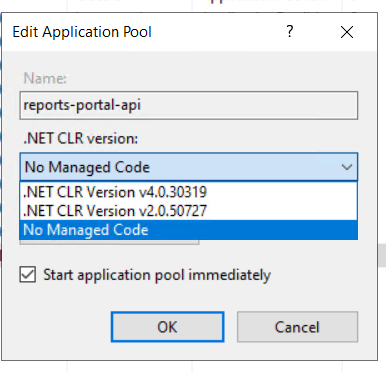 Edit Application Pool ?
Name:
reports-portal-api
.NET CLR version:
No Managed Code
.NET CLR Version v4.0.30319
.NET CLR Version v2.0.50727
No Managed Code
Start application pool immediately
OK Cancel